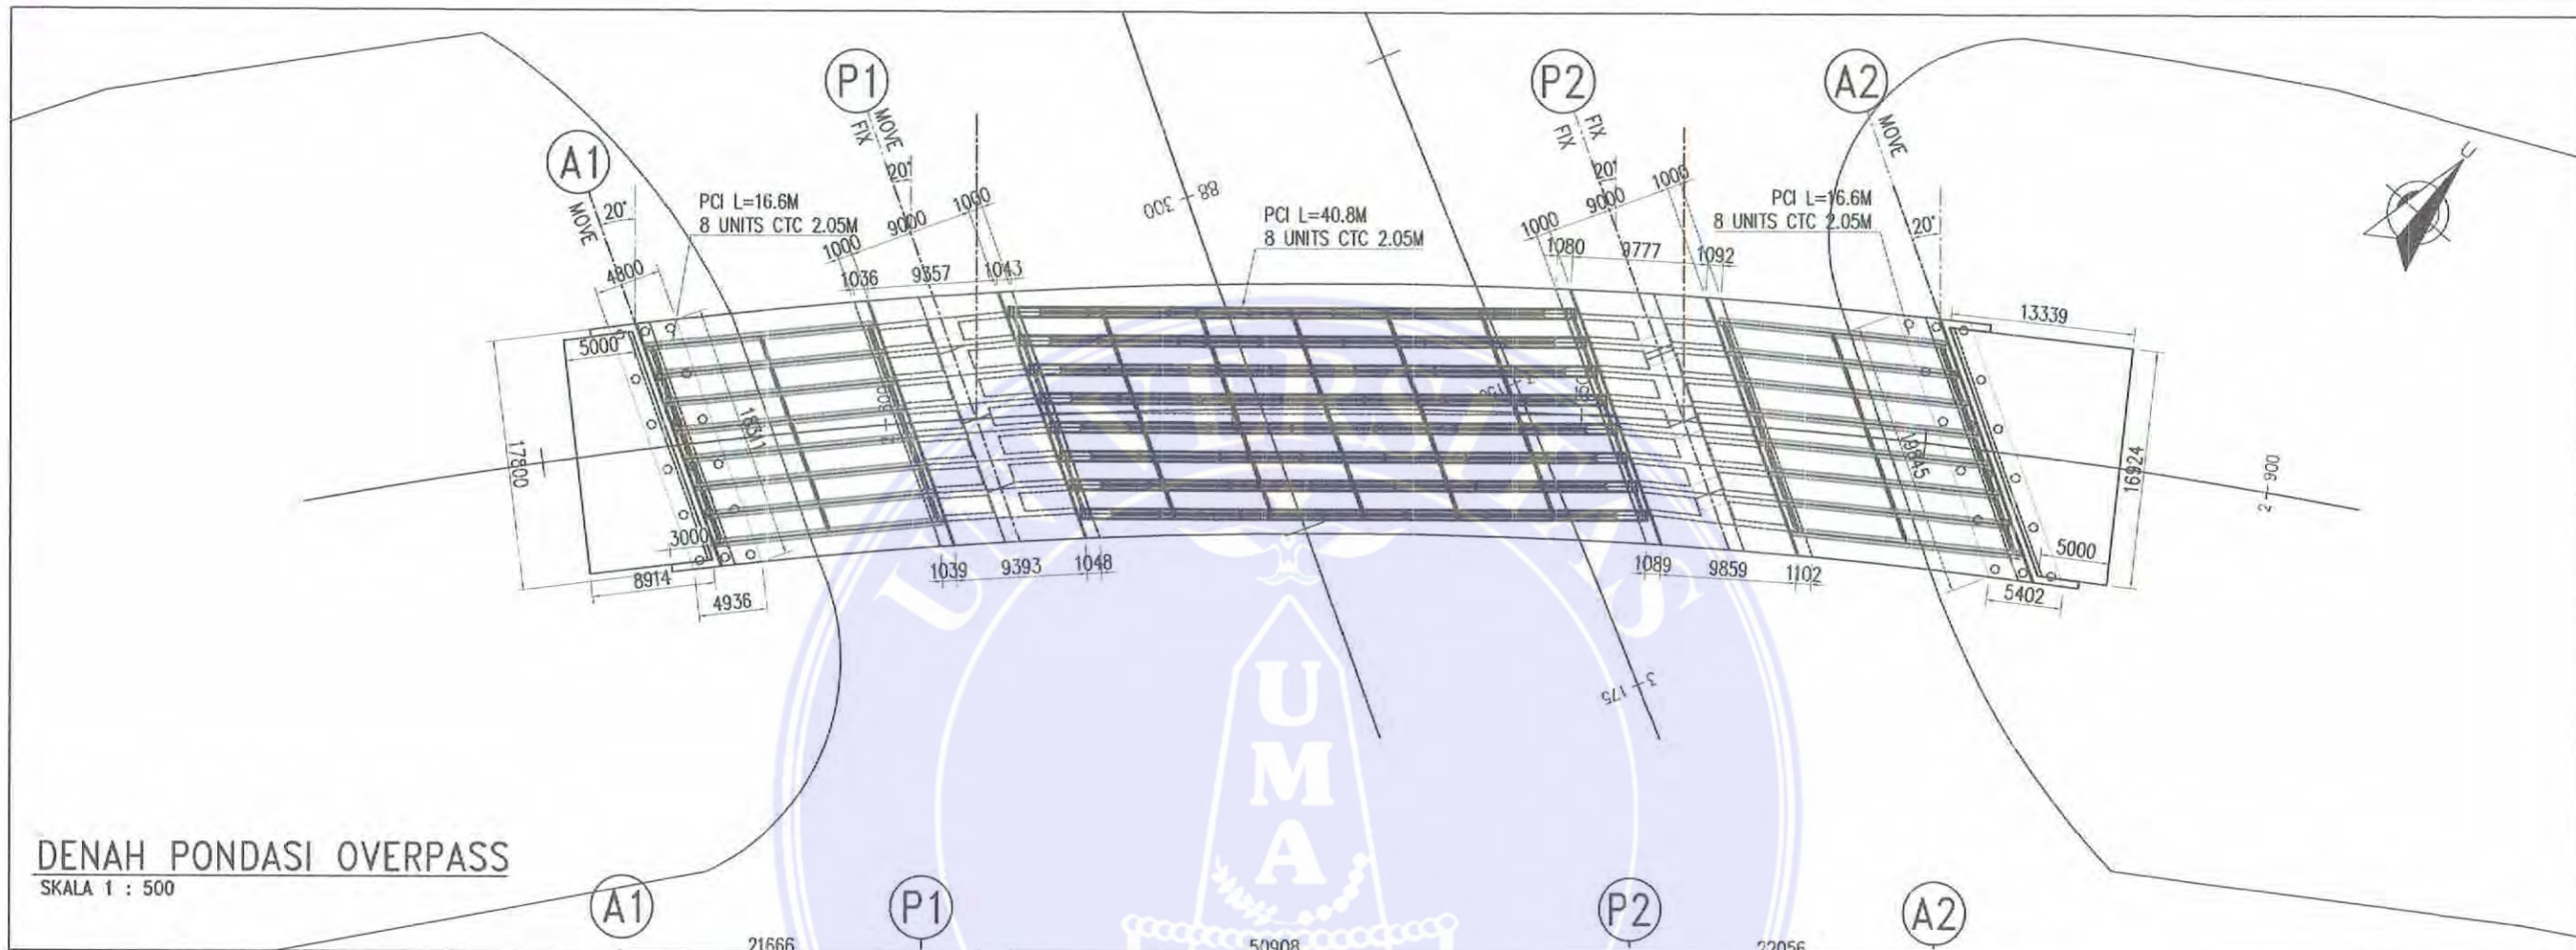 P1
P2
A2
A1
MOVE
FIX
20°
FIX
FIX
20°
MOVE
20°
MOVE
20°
U
PCI L=16.6M
8 UNITS CTC 2.05M
1000
9000
1000
88 300
PCI L=40.8M
8 UNITS CTC 2.05M
1000
9000
1000
PCI L=16.6M
8 UNITS CTC 2.05M
4800
1036
9357
1043
1080
9777
1092
13339
5000
17800
18311
19845
16924
2 900
3000
8914
4936
1039
9393
1048
1089
9859
1102
5000
5402
3 175
UNIVERSITAS
UMA
DENAH PONDASI OVERPASS
SKALA 1 : 500
A1
P1
P2
A2
21666
50908
22056